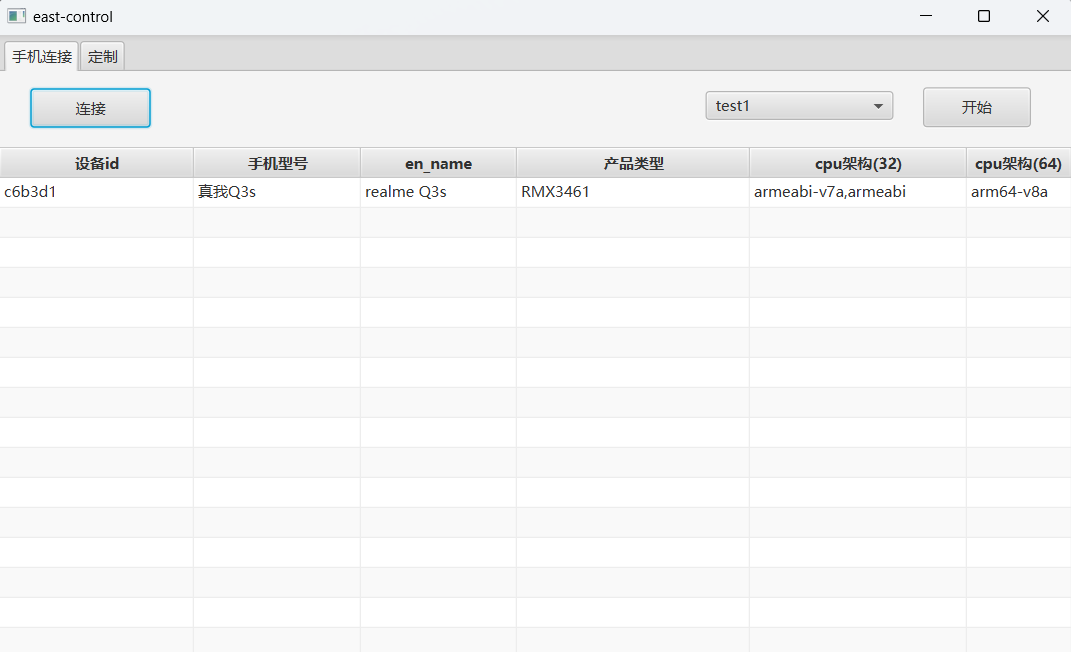 east-control
手机连接 定制
连接 test1 开始
设备id 手机型号 en_name 产品类型 cpu架构(32) cpu架构(64)
c6b3d1 真我Q3s realme Q3s RMX3461 armeabi-v7a,armeabi arm64-v8a